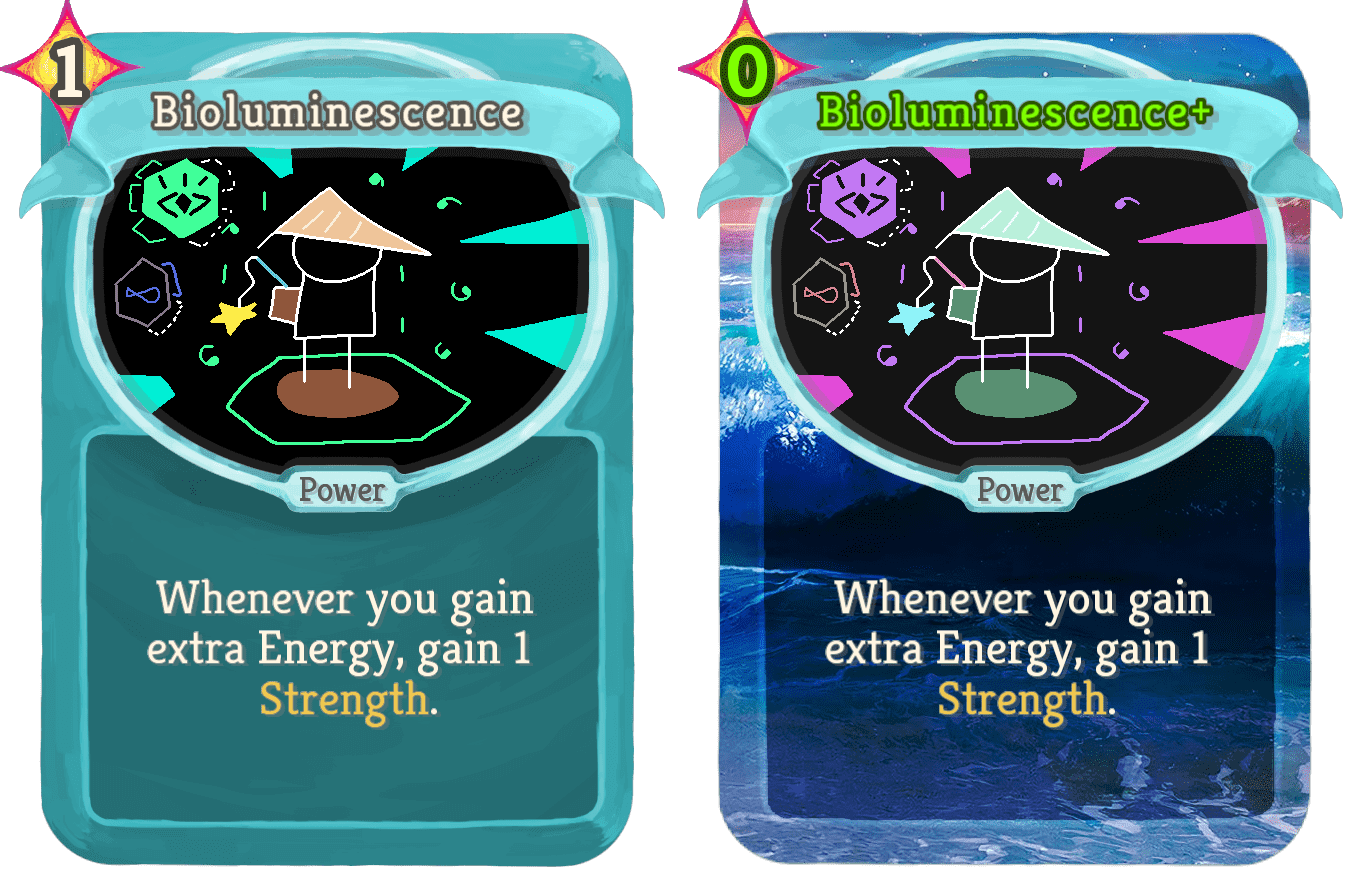 1
Bioluminescence
Power
Whenever you gain
extra Energy, gain 1
Strength.
0
Bioluminescence+
Power
Whenever you gain
extra Energy, gain 1
Strength.